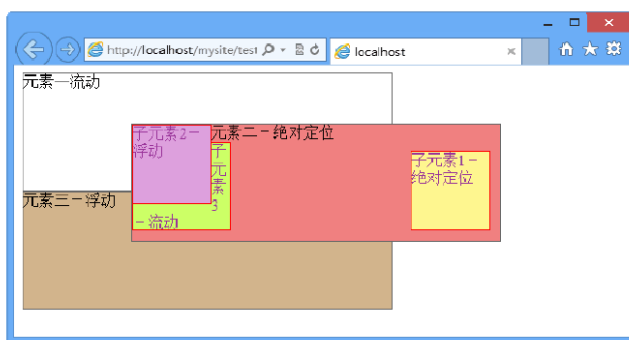 http://localhost/mysite/test
localhost
元素一流动
子元素2－
浮动
元素二－绝对定位
子
元
素
3
－流动
子元素1－
绝对定位
元素三－浮动